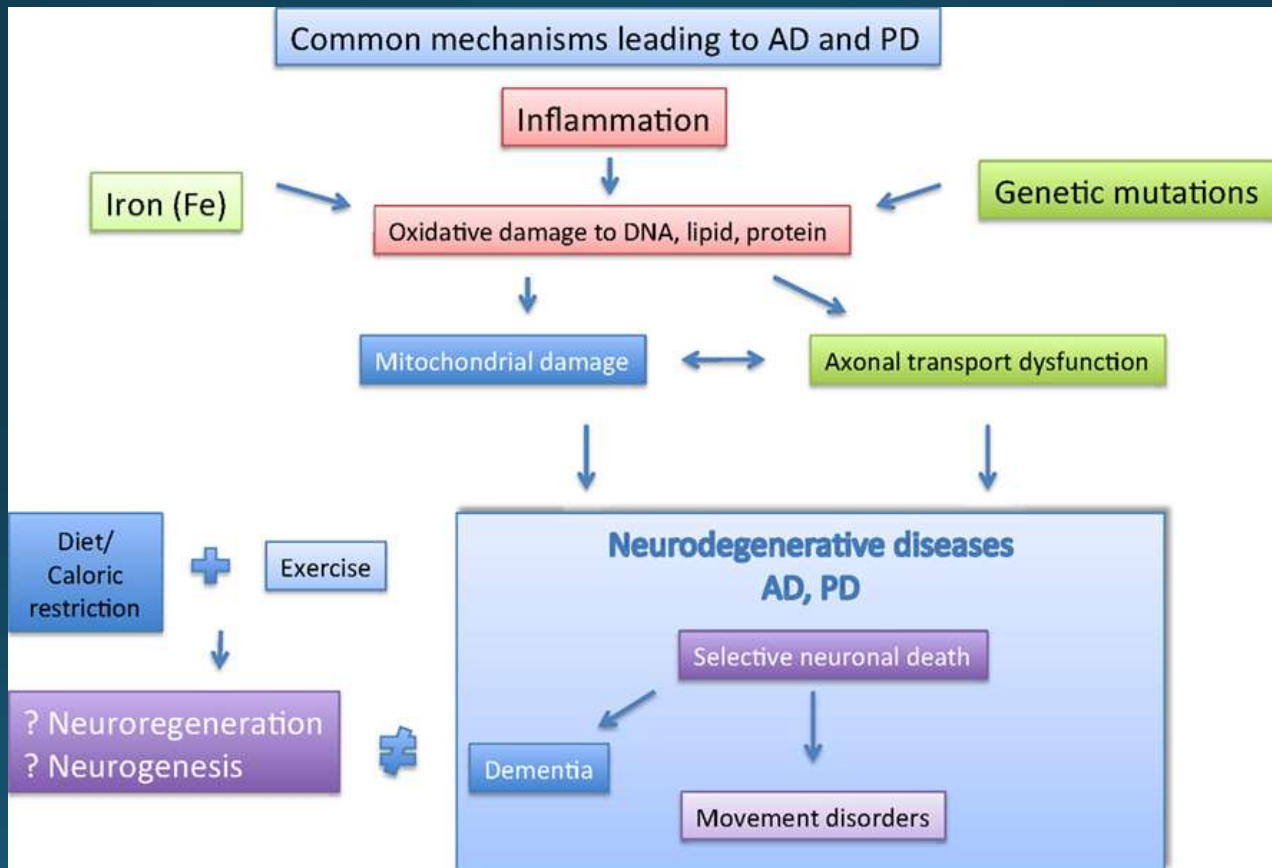 Common mechanisms leading to AD and PD
Inflammation
Iron (Fe)
Genetic mutations
Oxidative damage to DNA, lipid, protein
Mitochondrial damage
Axonal transport dysfunction
Diet/
Caloric
restriction
Exercise
Neurodegenerative diseases
AD, PD
Selective neuronal death
? Neuroregeneration
? Neurogenesis
≠
Dementia
Movement disorders